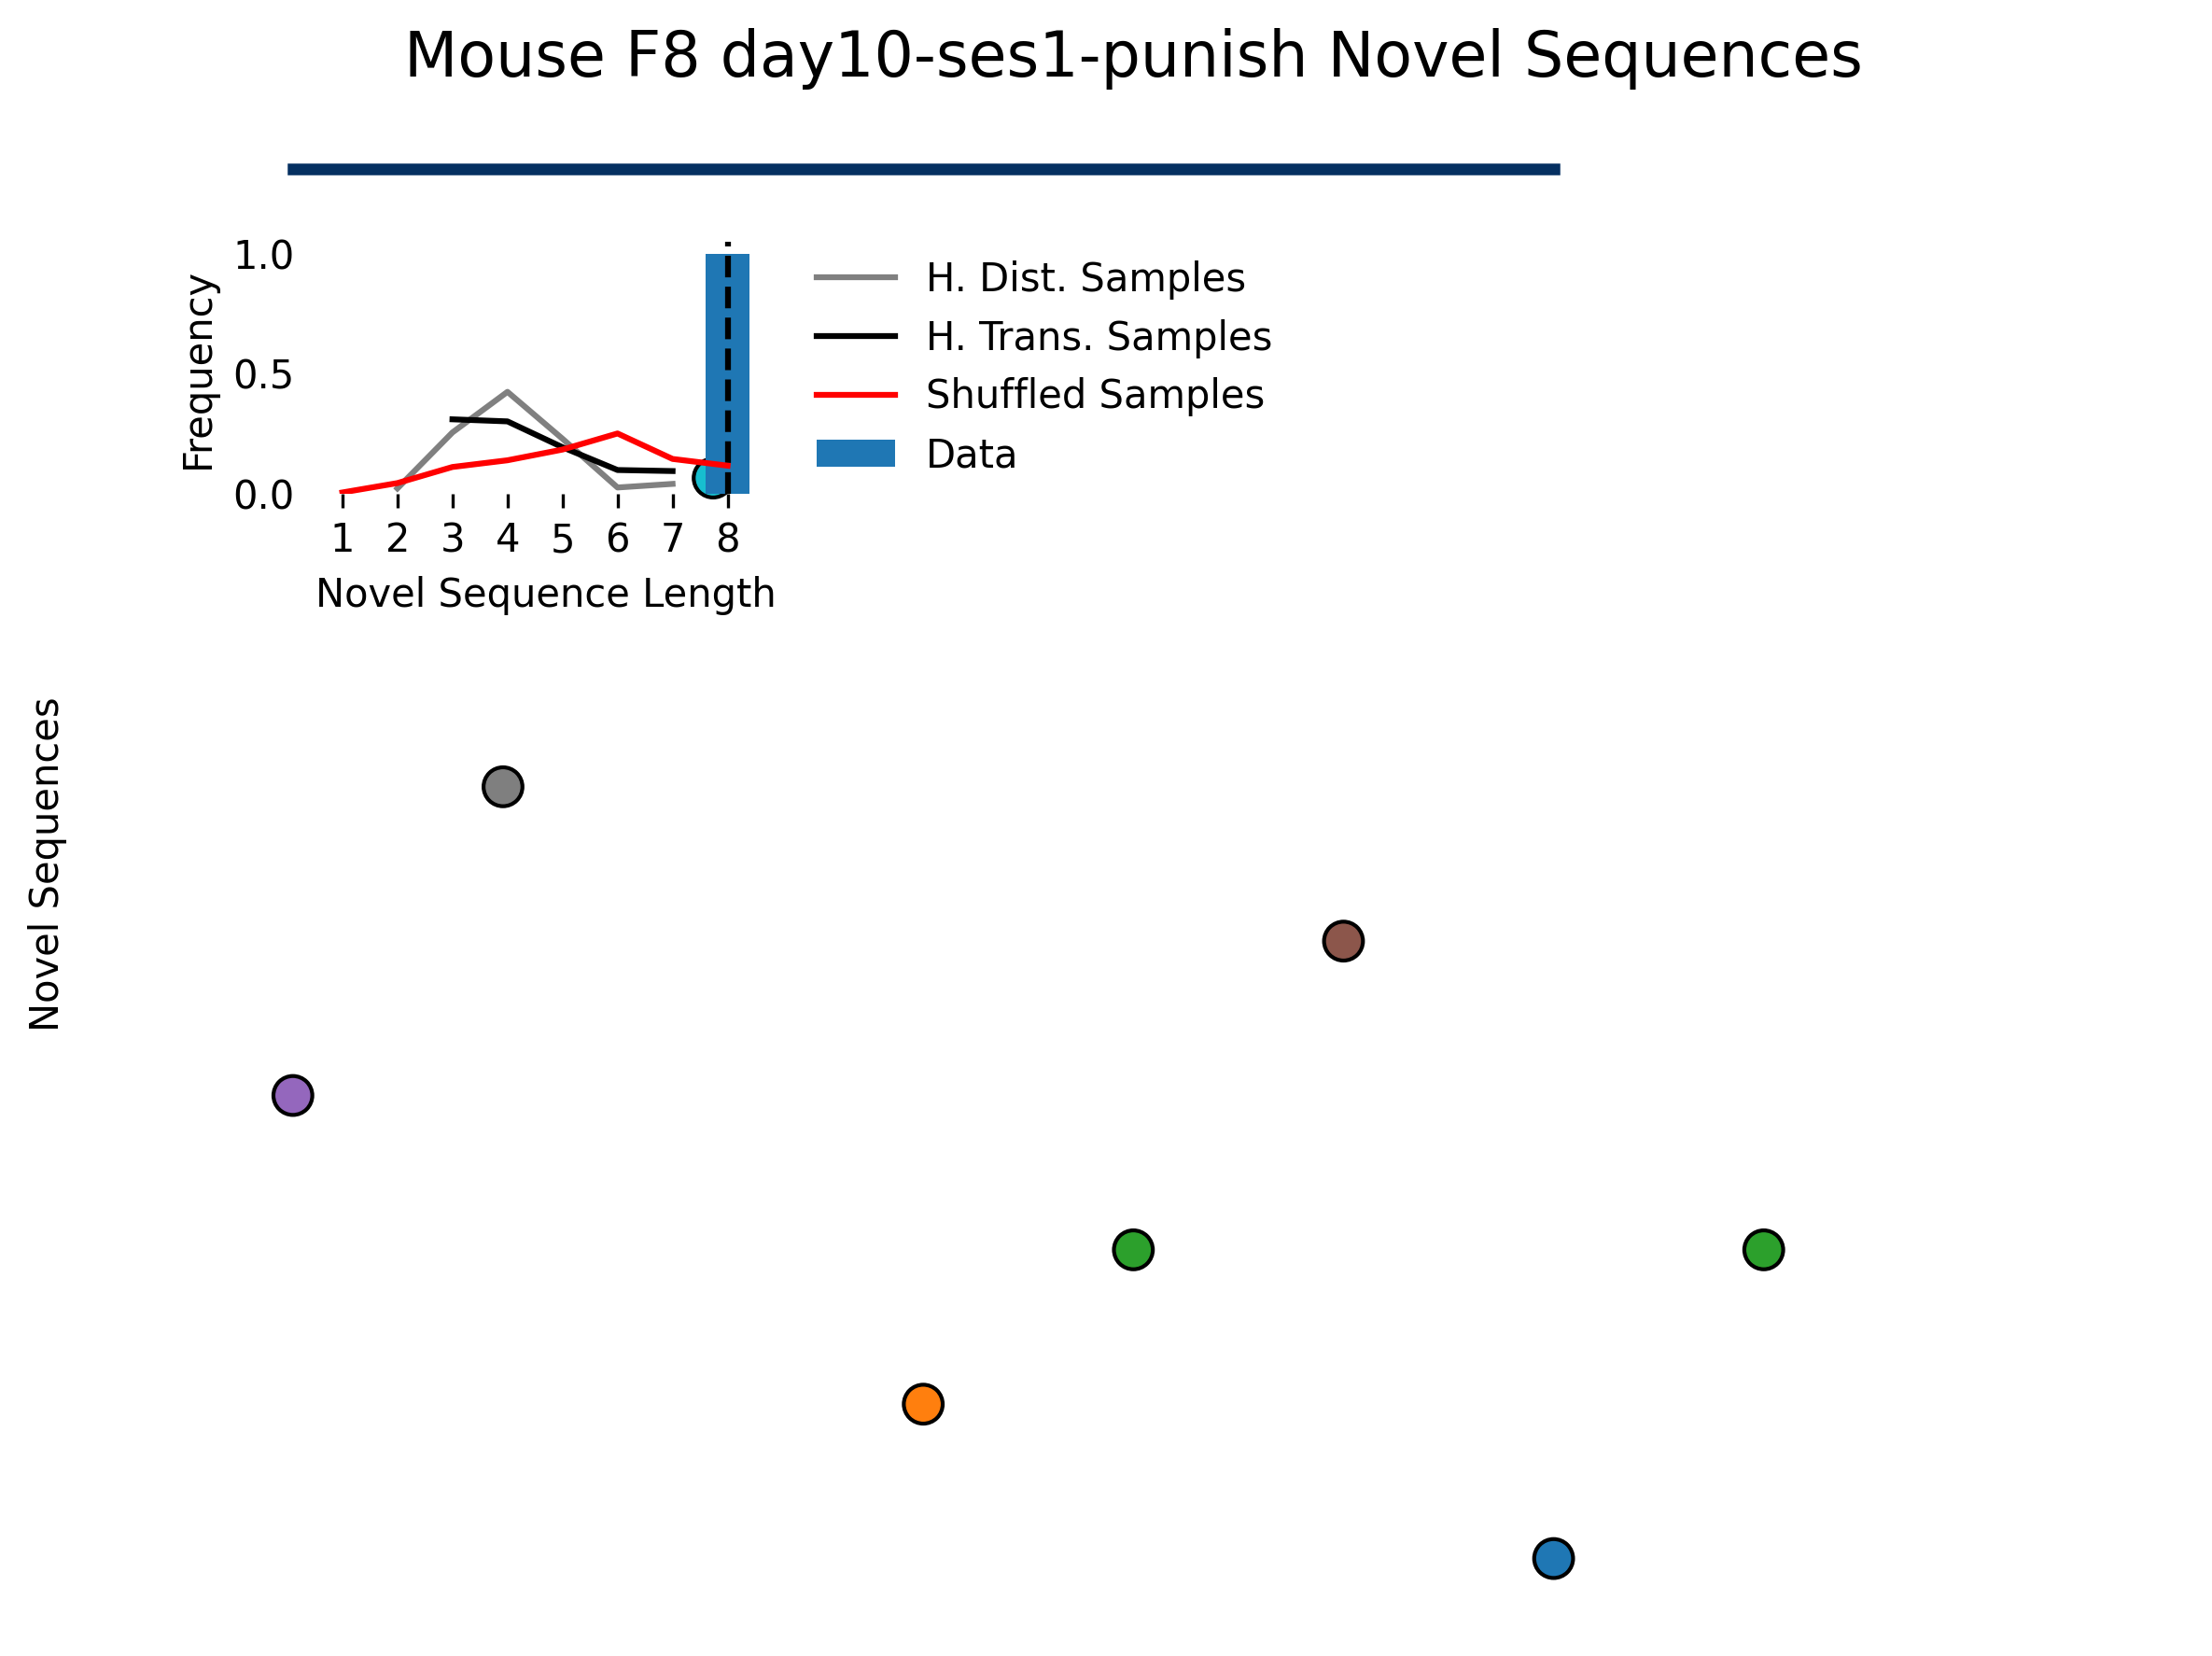 Mouse F8 day10-ses1-punish Novel Sequences
1.0
0.5
0.0
Frequency
1 2 3 4 5 6 7 8
Novel Sequence Length
H. Dist. Samples
H. Trans. Samples
Shuffled Samples
Data
Novel Sequences